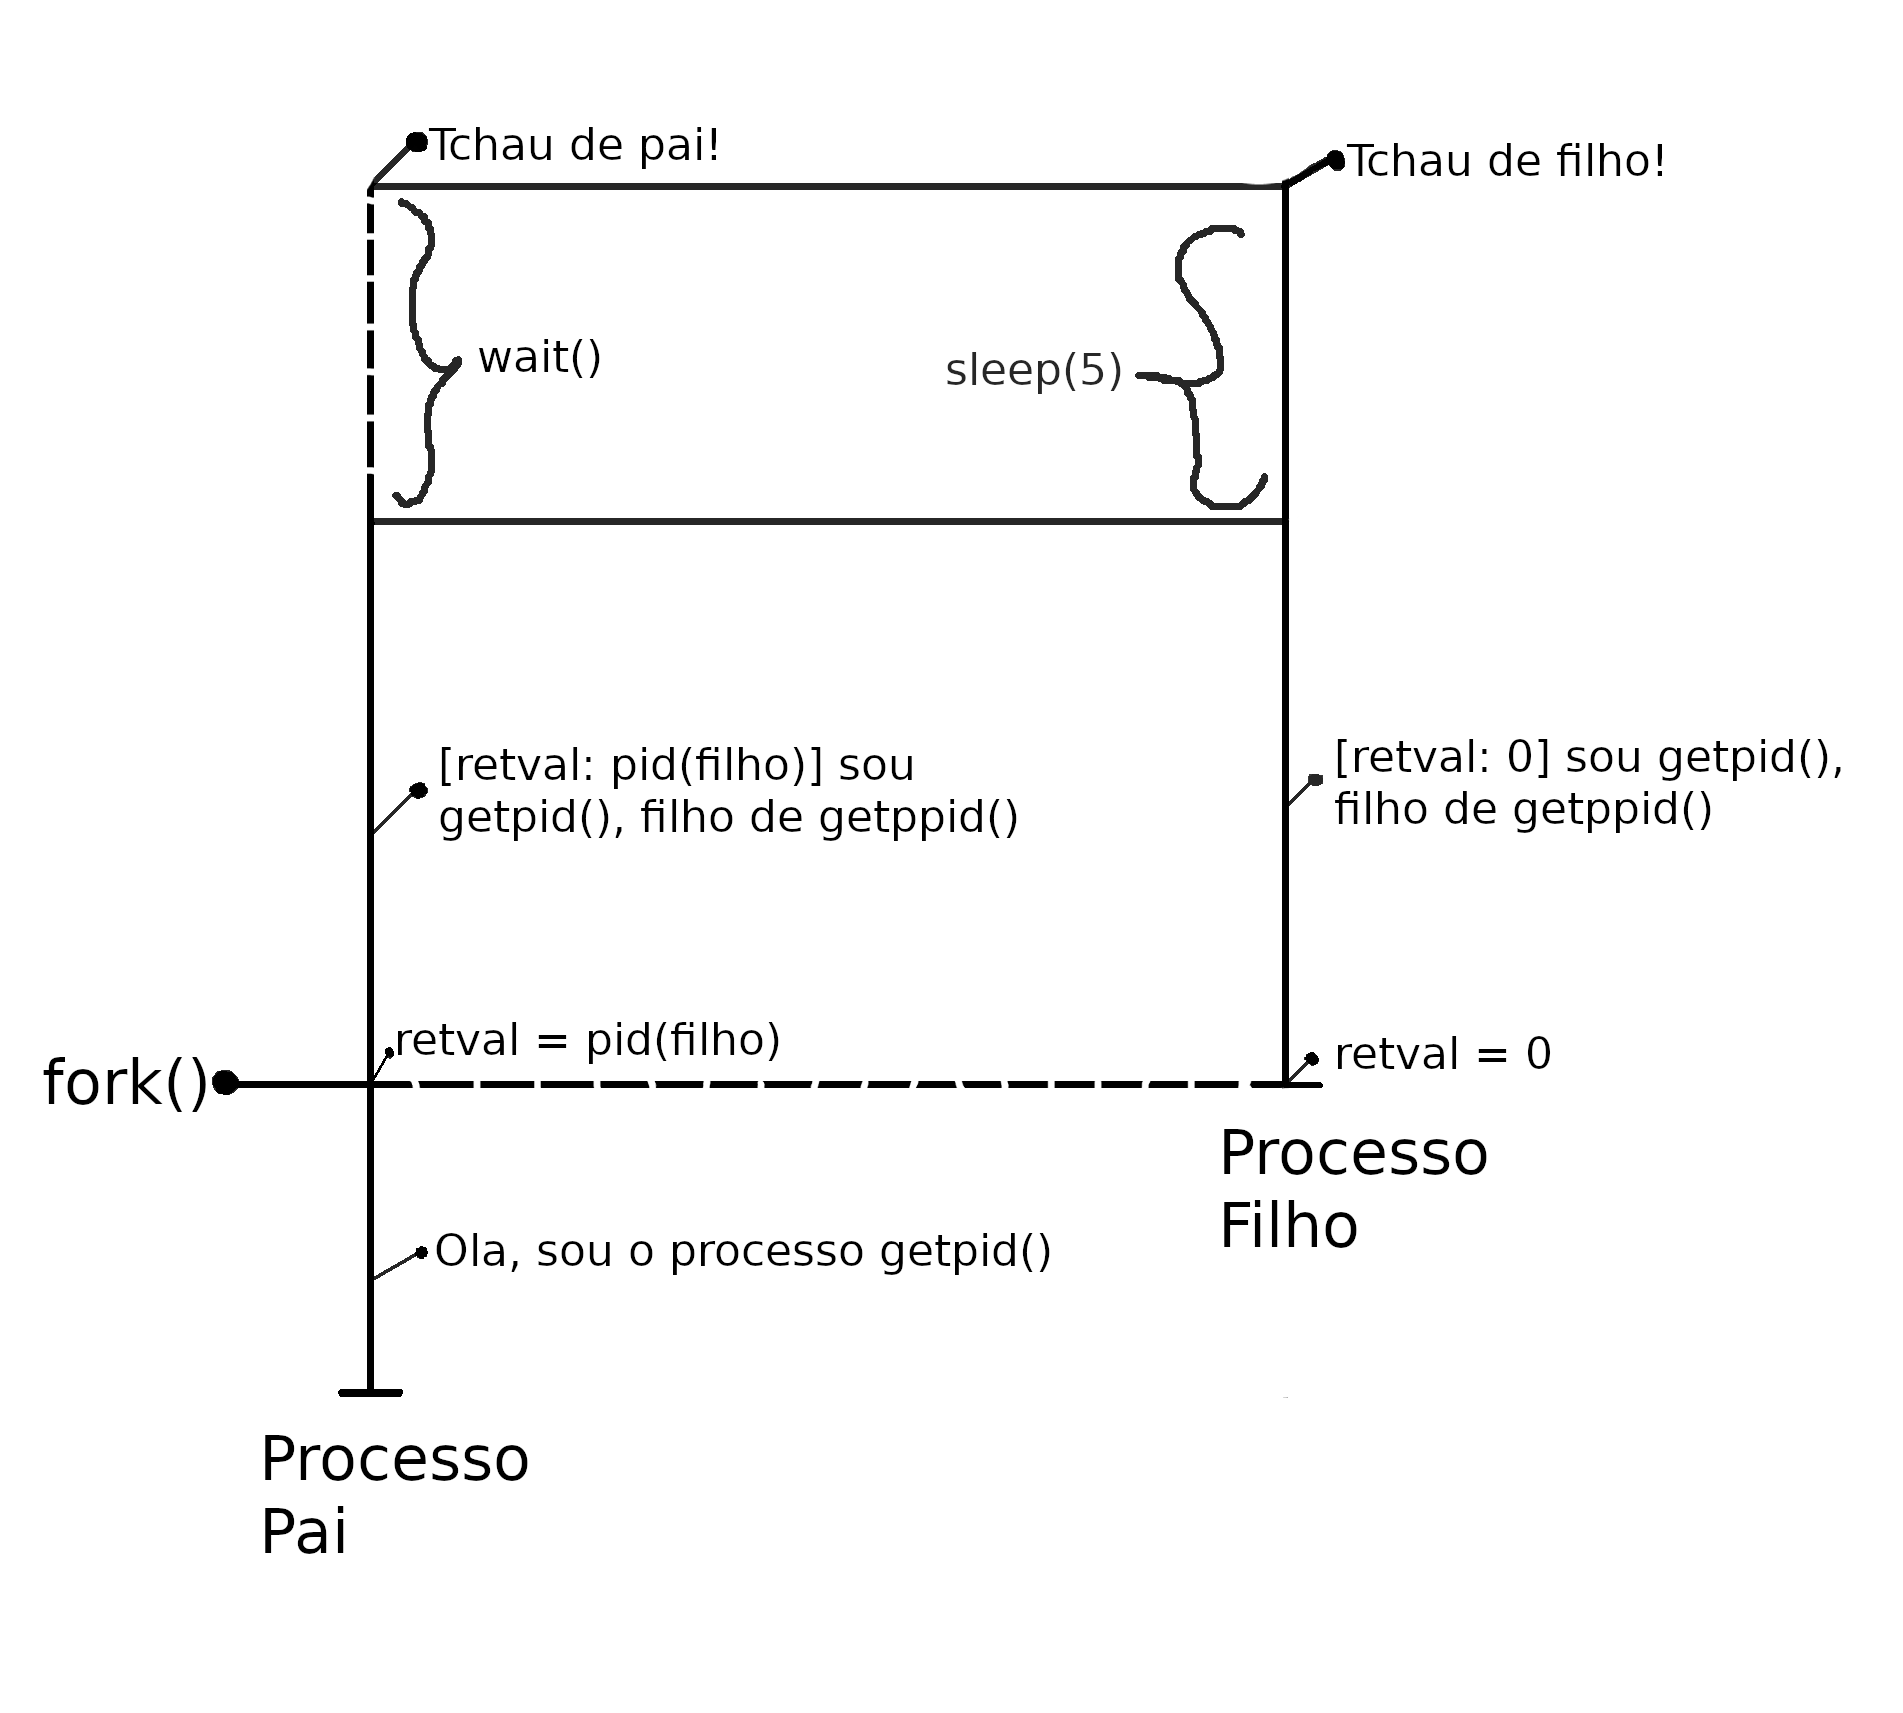 Tchau de pai!
Tchau de filho!
wait()
sleep(5)
[retval: pid(filho)] sou
getpid(), filho de getppid()
[retval: 0] sou getpid(),
filho de getppid()
retval = pid(filho)
retval = 0
fork()
Processo
Filho
Ola, sou o processo getpid()
Processo
Pai